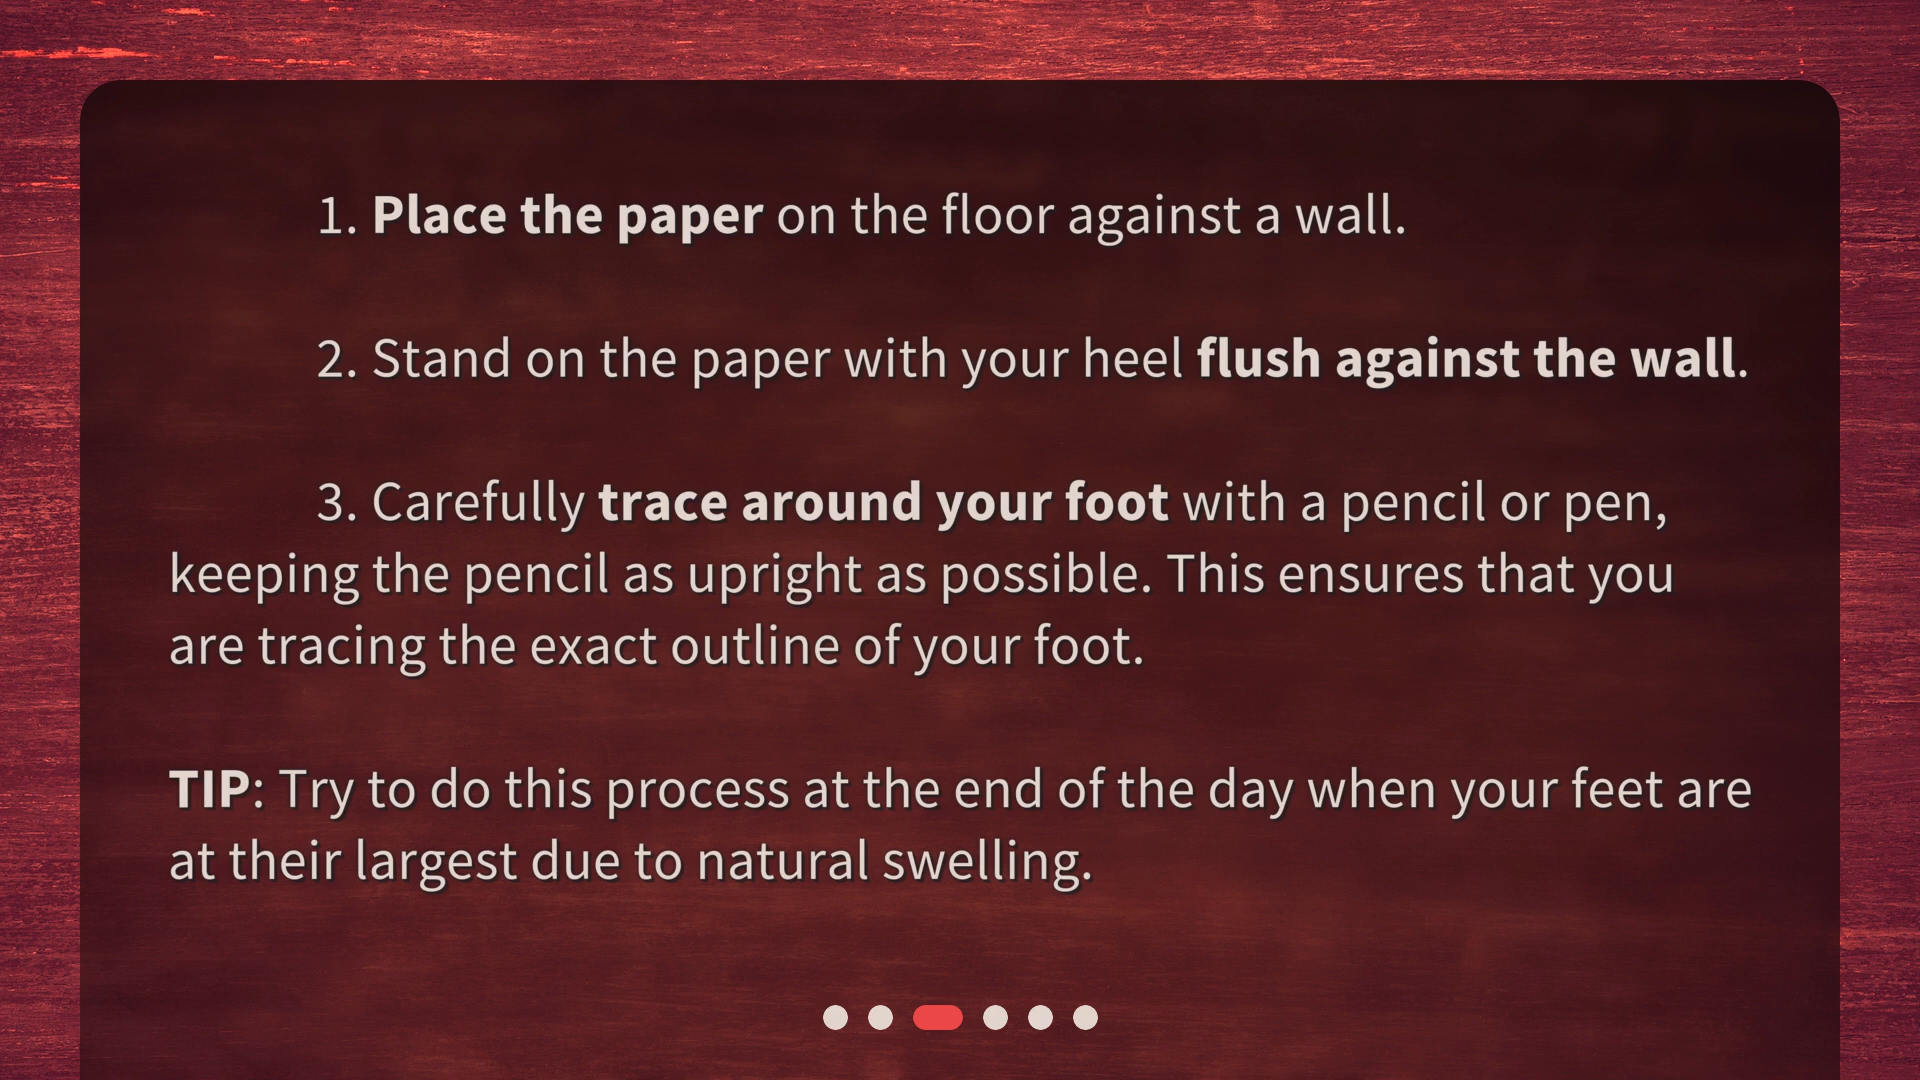 1. Place the paper on the floor against a wall.
2. Stand on the paper with your heel flush against the wall.
3. Carefully trace around your foot with a pencil or pen,
keeping the pencil as upright as possible. This ensures that you
are tracing the exact outline of your foot.
TIP: Try to do this process at the end of the day when your feet are
at their largest due to natural swelling.